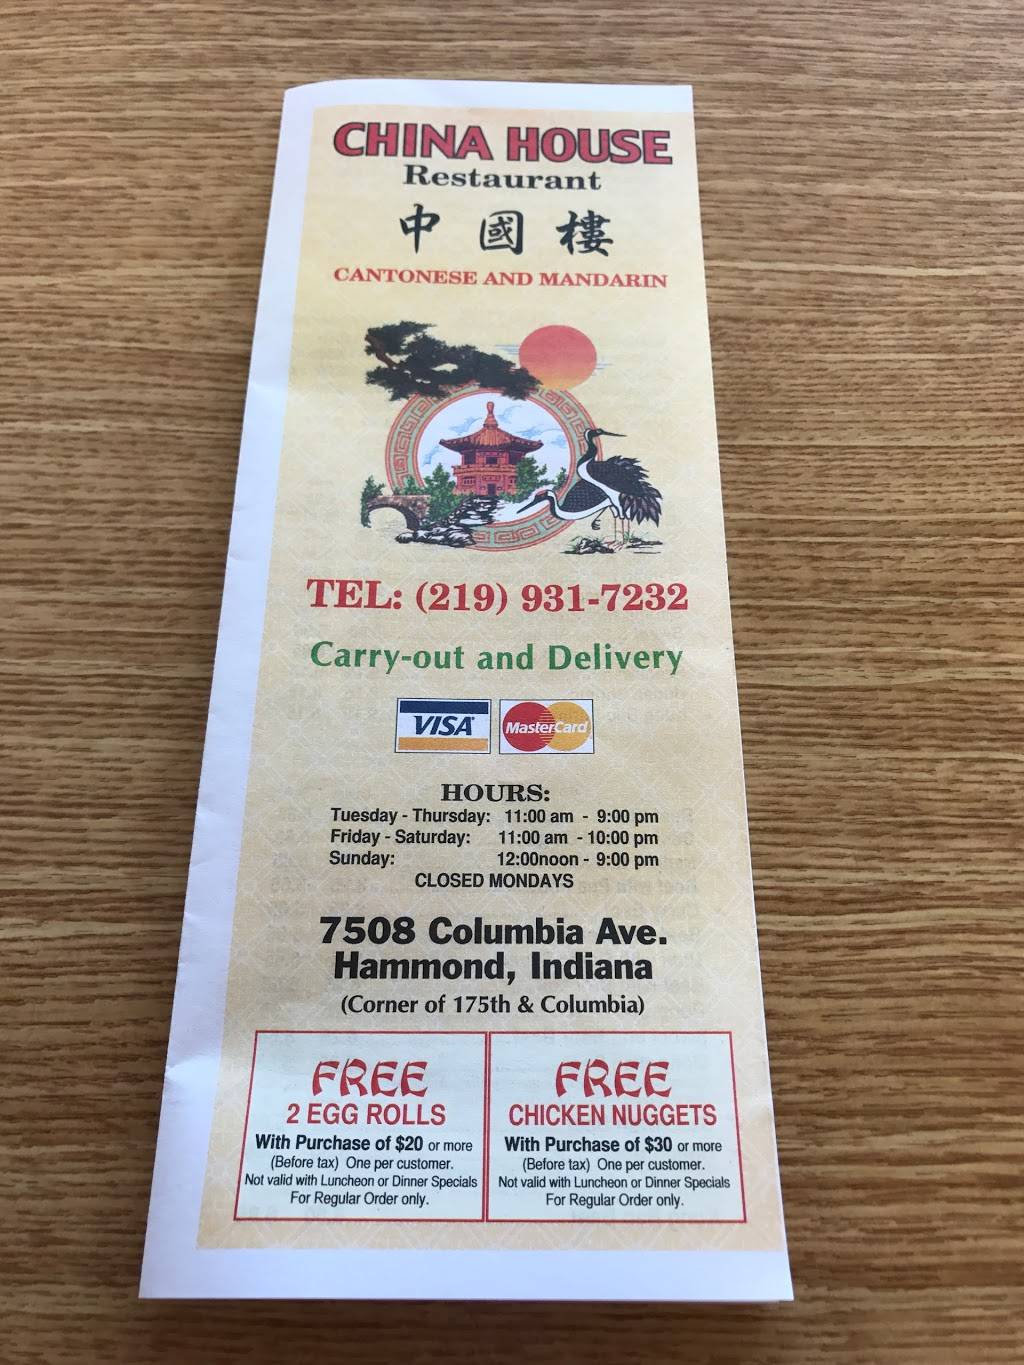 CHINA HOUSE
Restaurant
中 國 樓
CANTONESE AND MANDARIN
TEL: (219) 931-7232
Carry-out and Delivery
VISA MasterCard
HOURS:
Tuesday - Thursday: 11:00 am - 9:00 pm
Friday - Saturday: 11:00 am - 10:00 pm
Sunday: 12:00noon - 9:00 pm
CLOSED MONDAYS
7508 Columbia Ave.
Hammond, Indiana
(Corner of 175th & Columbia)
FREE
2 EGG ROLLS
With Purchase of $20 or more
(Before tax) One per customer.
Not valid with Luncheon or Dinner Specials
For Regular Order only.
FREE
CHICKEN NUGGETS
With Purchase of $30 or more
(Before tax) One per customer.
Not valid with Luncheon or Dinner Specials
For Regular Order only.